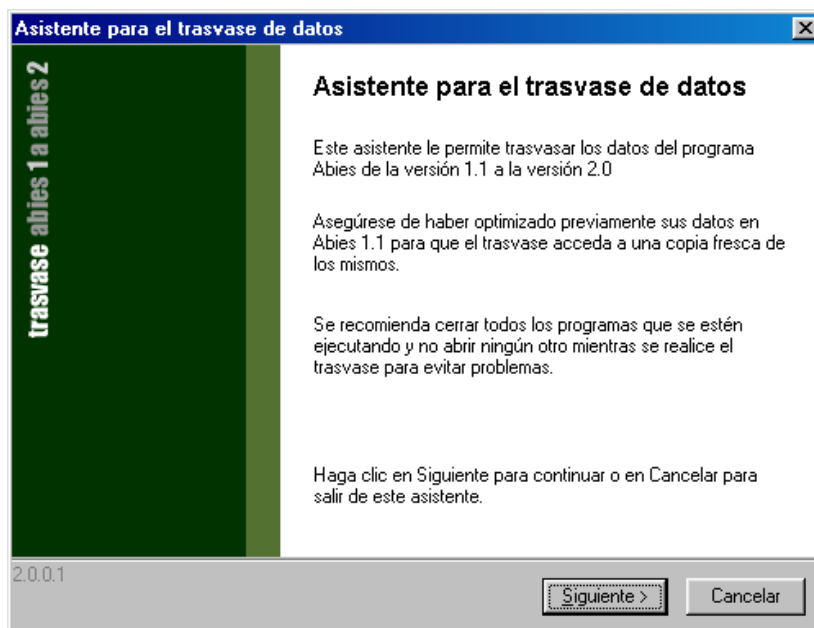 Asistente para el trasvase de datos
trasvase abies 1 a abies 2
Asistente para el trasvase de datos
Este asistente le permite trasvasar los datos del programa
Abies de la versión 1.1 a la versión 2.0
Asegúrese de haber optimizado previamente sus datos en
Abies 1.1 para que el trasvase acceda a una copia fresca de
los mismos.
Se recomienda cerrar todos los programas que se estén
ejecutando y no abrir ningún otro mientras se realice el
trasvase para evitar problemas.
Haga clic en Siguiente para continuar o en Cancelar para
salir de este asistente.
2.0.0.1
Siguiente >
Cancelar